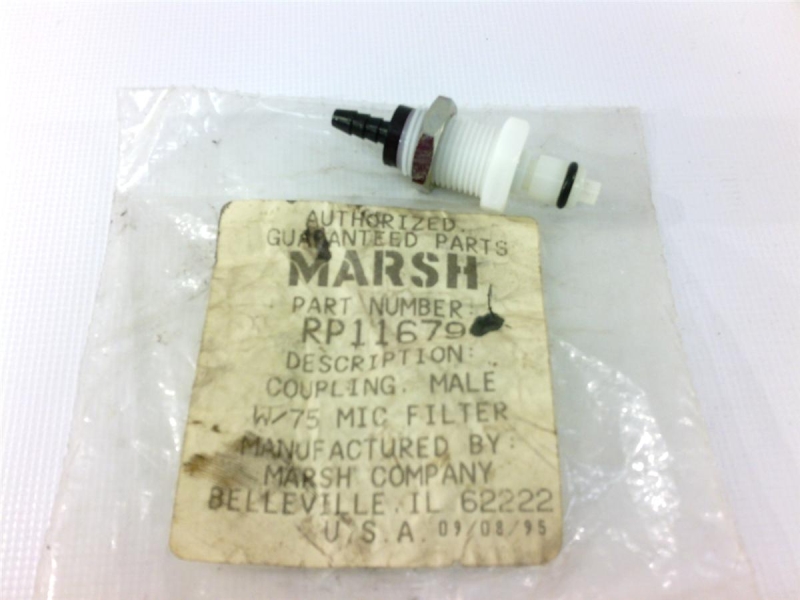 AUTHORIZED
GUARANTEED PARTS
MARSH
PART NUMBER:
RP11679
DESCRIPTION:
COUPLING, MALE
W/75 MIC FILTER
MANUFACTURED BY:
MARSH COMPANY
BELLEVILLE, IL 62222
U.S.A. 09/08/95